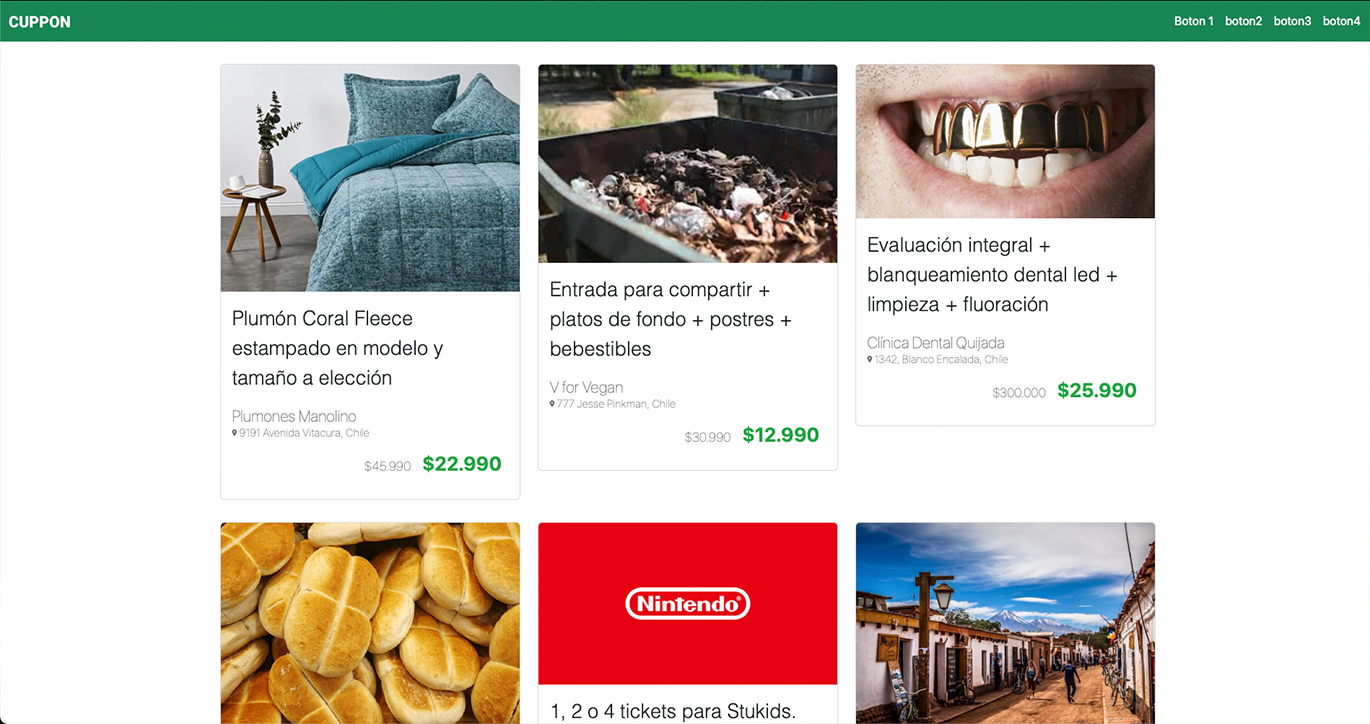 CUPPON
Boton 1 boton2 boton3 boton4
Plumón Coral Fleece
estampado en modelo y
tamaño a elección
Plumones Manolino
9191 Avenida Vitacura, Chile
$45.990 $22.990
Entrada para compartir +
platos de fondo + postres +
bebestibles
V for Vegan
777 Jesse Pinkman, Chile
$30.990 $12.990
Evaluación integral +
blanqueamiento dental led +
limpieza + fluoración
Clínica Dental Quijada
1342, Blanco Encalada, Chile
$300.000 $25.990
Nintendo®
1, 2 o 4 tickets para Stukids.